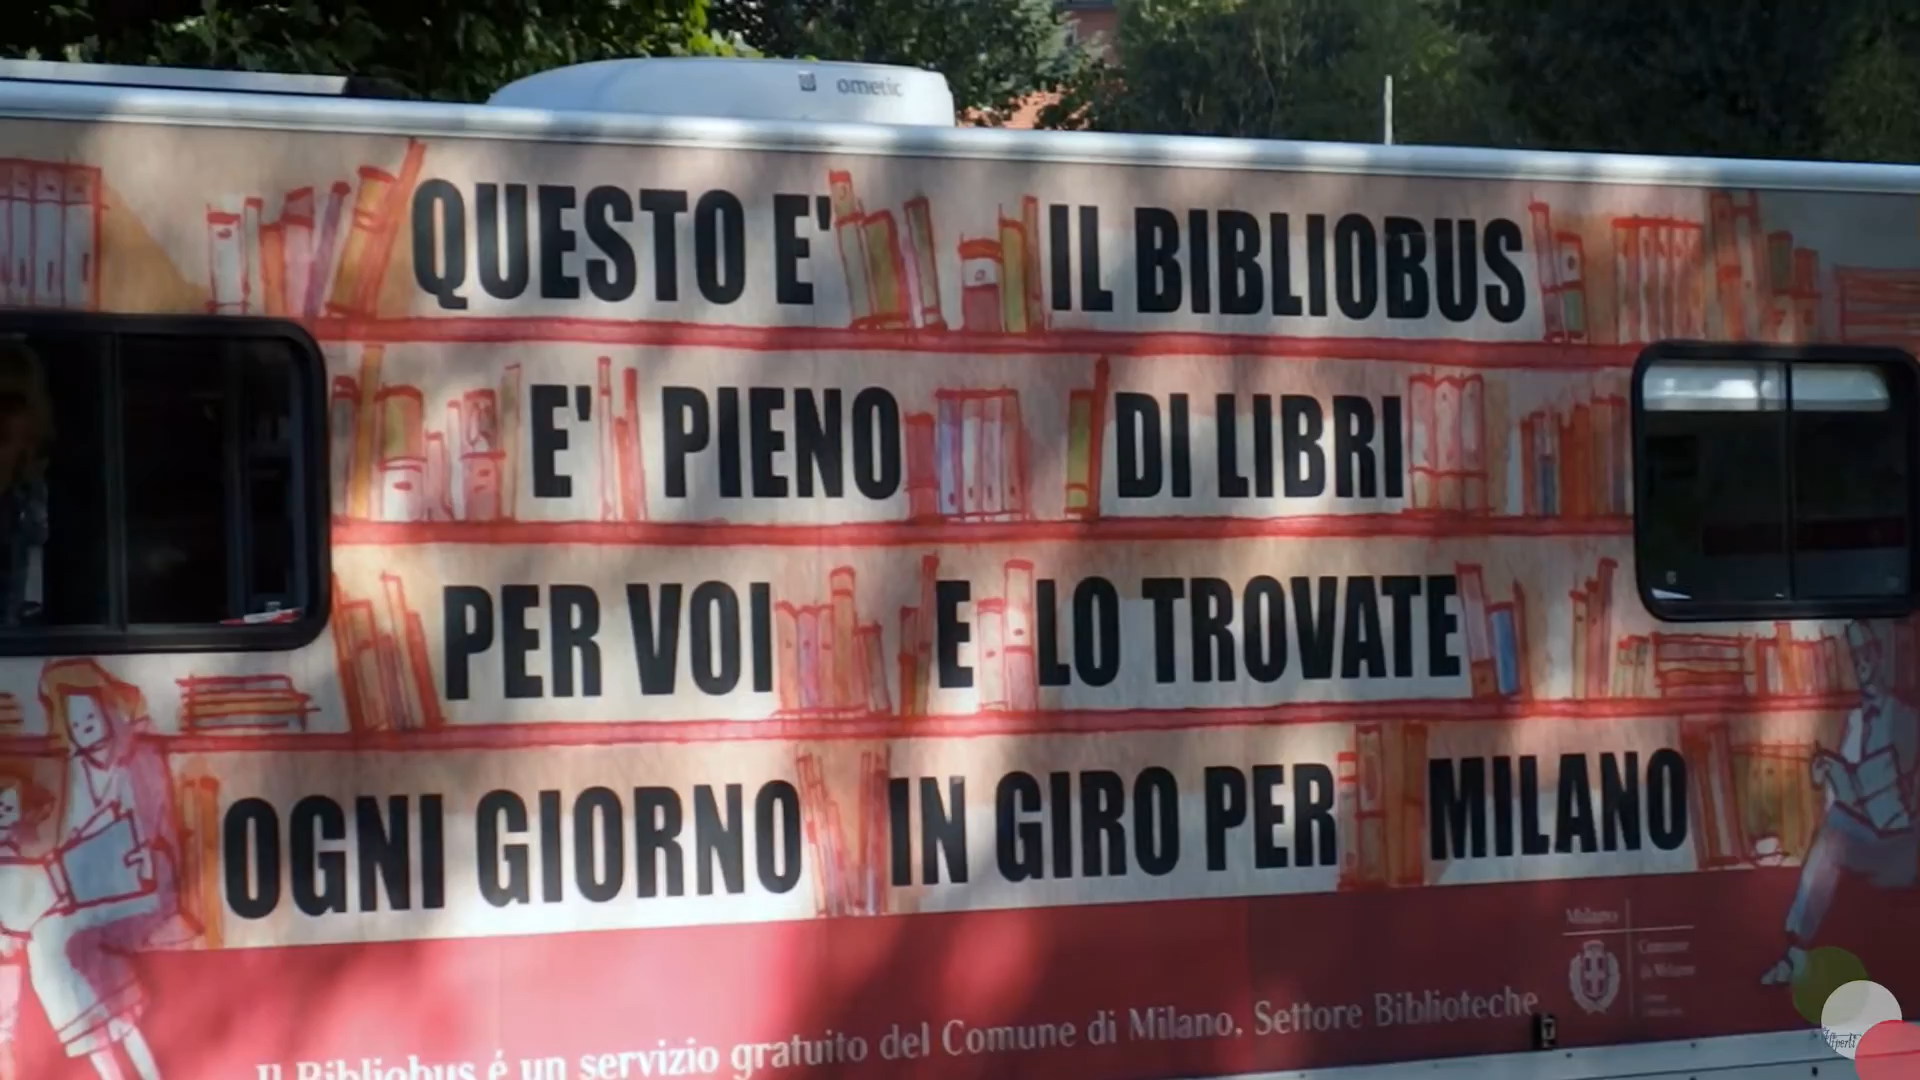 ometic
QUESTO E' IL BIBLIOBUS
E' PIENO DI LIBRI
PER VOI E LO TROVATE
OGNI GIORNO IN GIRO PER MILANO
Milano
Comune
di Milano
Il Bibliobus é un servizio gratuito del Comune di Milano, Settore Biblioteche